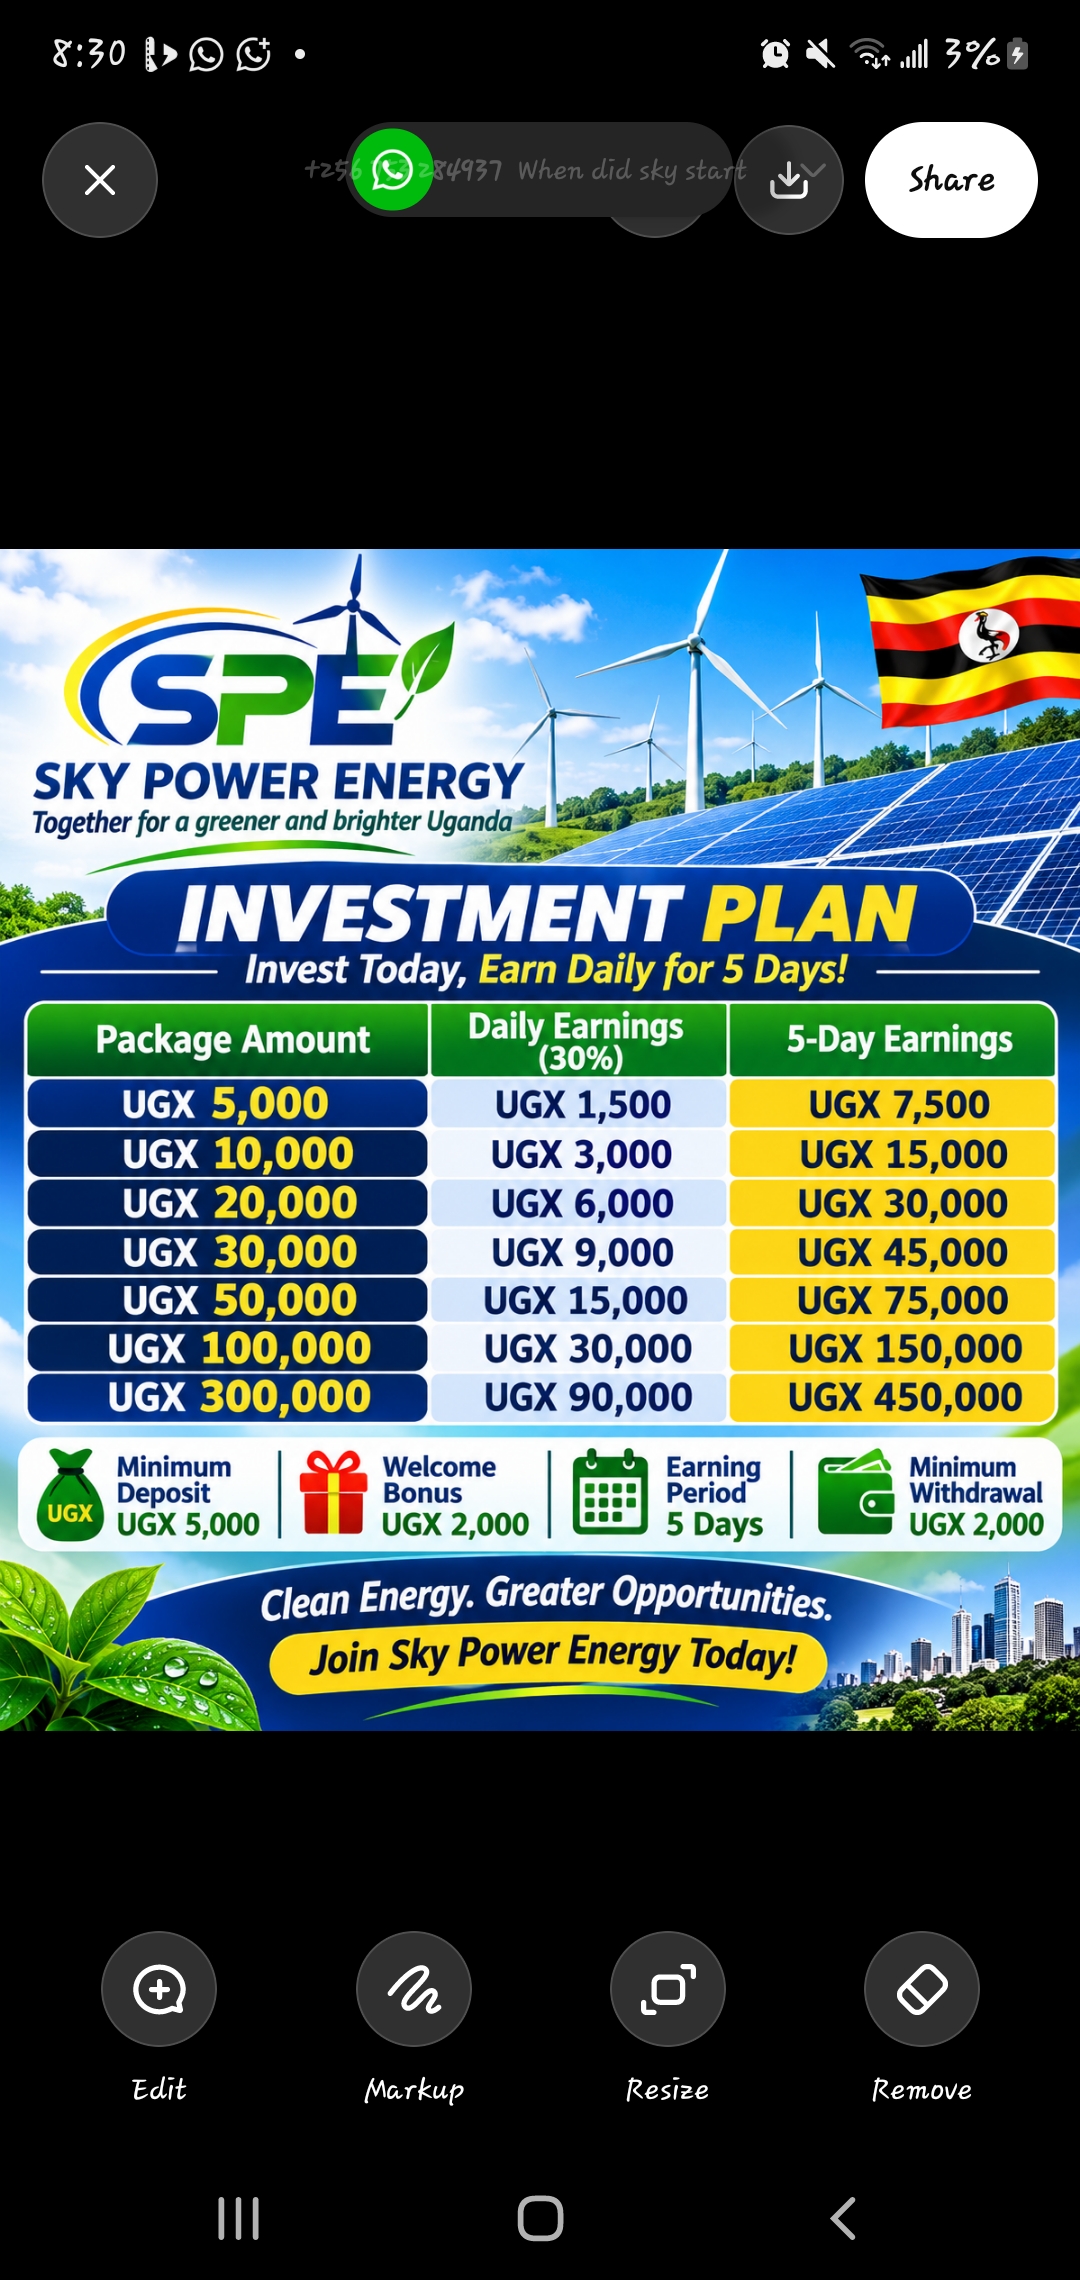 8:30
3%
+256 753 284937 When did sky start
Share
SPE
SKY POWER ENERGY
Together for a greener and brighter Uganda
INVESTMENT PLAN
Invest Today, Earn Daily for 5 Days!
Package Amount
Daily Earnings
(30%)
5-Day Earnings
UGX 5,000
UGX 1,500
UGX 7,500
UGX 10,000
UGX 3,000
UGX 15,000
UGX 20,000
UGX 6,000
UGX 30,000
UGX 30,000
UGX 9,000
UGX 45,000
UGX 50,000
UGX 15,000
UGX 75,000
UGX 100,000
UGX 30,000
UGX 150,000
UGX 300,000
UGX 90,000
UGX 450,000
UGX
Minimum
Deposit
UGX 5,000
Welcome
Bonus
UGX 2,000
Earning
Period
5 Days
Minimum
Withdrawal
UGX 2,000
Clean Energy. Greater Opportunities.
Join Sky Power Energy Today!
Edit
Markup
Resize
Remove